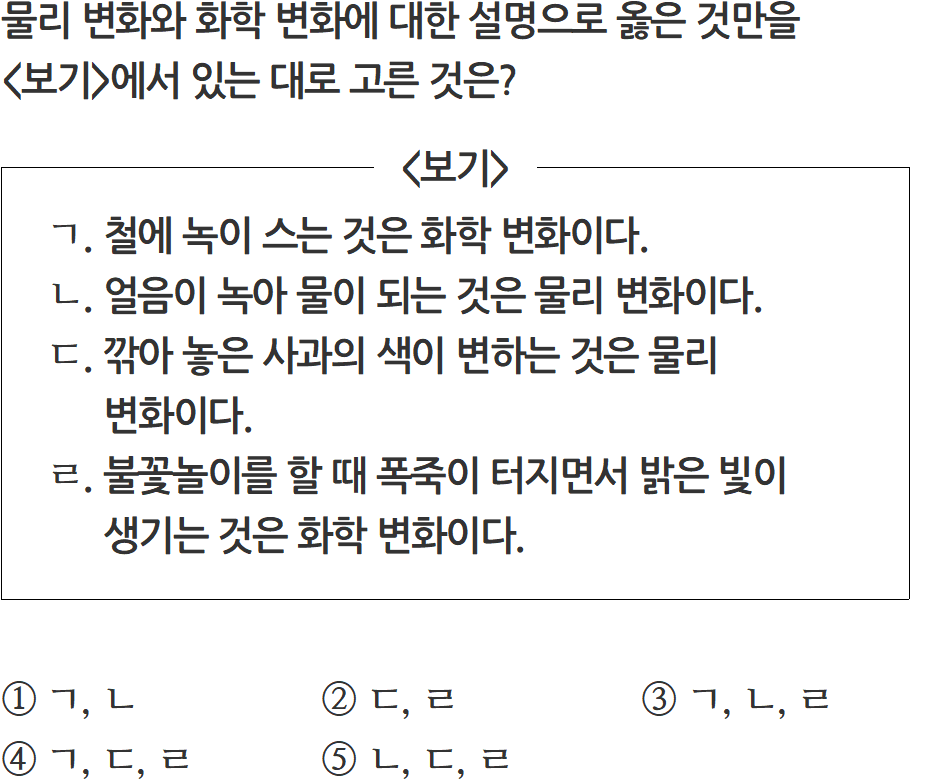 물리 변화와 화학 변화에 대한 설명으로 옳은 것만을
<보기>에서 있는 대로 고른 것은?
<보기>
ㄱ. 철에 녹이 스는 것은 화학 변화이다.
ㄴ. 얼음이 녹아 물이 되는 것은 물리 변화이다.
ㄷ. 깎아 놓은 사과의 색이 변하는 것은 물리
변화이다.
ㄹ. 불꽃놀이를 할 때 폭죽이 터지면서 밝은 빛이
생기는 것은 화학 변화이다.
① ㄱ, ㄴ ② ㄷ, ㄹ ③ ㄱ, ㄴ, ㄹ
④ ㄱ, ㄷ, ㄹ ⑤ ㄴ, ㄷ, ㄹ